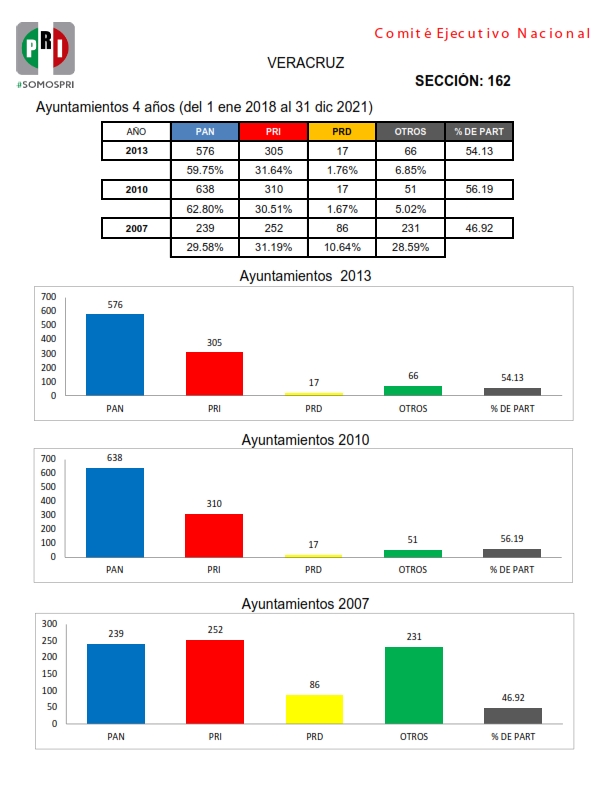 Comité Ejecutivo Nacional
PRI
#SOMOSPRI
VERACRUZ
SECCIÓN: 162
Ayuntamientos 4 años (del 1 ene 2018 al 31 dic 2021)
AÑO PAN PRI PRD OTROS % DE PART
2013 576 305 17 66 54.13
59.75% 31.64% 1.76% 6.85%
2010 638 310 17 51 56.19
62.80% 30.51% 1.67% 5.02%
2007 239 252 86 231 46.92
29.58% 31.19% 10.64% 28.59%
Ayuntamientos 2013
700
600
500
400
300
200
100
0
576 305 17 66 54.13
PAN PRI PRD OTROS % DE PART
Ayuntamientos 2010
700
600
500
400
300
200
100
0
638 310 17 51 56.19
PAN PRI PRD OTROS % DE PART
Ayuntamientos 2007
300
250
200
150
100
50
0
239 252 86 231 46.92
PAN PRI PRD OTROS % DE PART